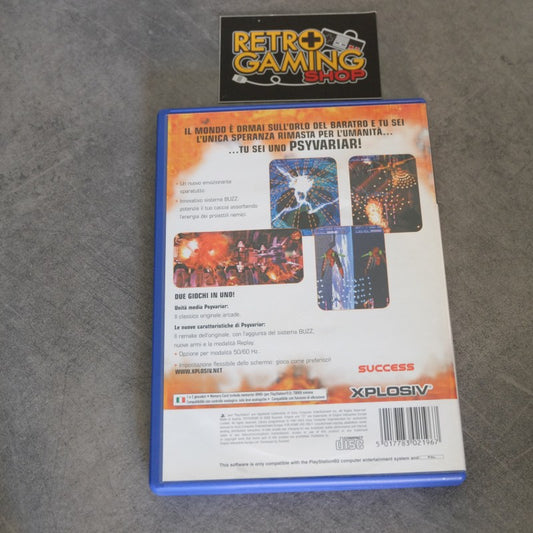 RETRO
GAMING
SHOP
IL MONDO È ORMAI SULL'ORLO DEL BARATRO E TU SEI
L'UNICA SPERANZA RIMASTA PER L'UMANITÀ...
...TU SEI UNO PSYVARIAR!
• Un nuovo emozionante
sparatutto.
• Innovativo sistema BUZZ:
potenzia il tuo caccia assorbendo
l'energia dei proiettili nemici.
DUE GIOCHI IN UNO!
Unità media Psyvariar:
Il classico originale arcade.
Le nuove caratteristiche di Psyvariar:
Il remake dell'originale, con l'aggiunta del sistema BUZZ,
nuove armi e la modalità Replay.
• Opzione per modalità 50/60 Hz.
• Impostazione flessibile dello schermo: gioca come preferisci!
WWW.XPLOSIV.NET
SUCCESS
XPLOSIV
COMPACT
disc
5 017783 021967
This software is only compatible with the PlayStation®2 computer entertainment system